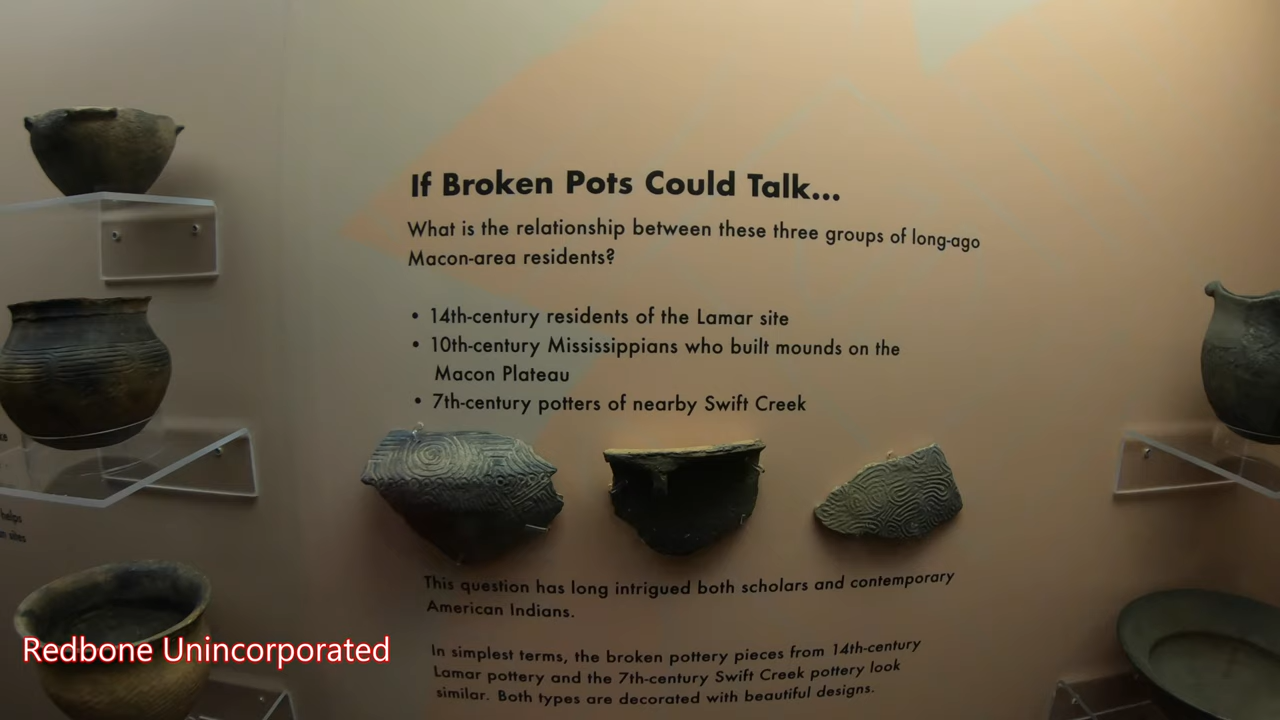 If Broken Pots Could Talk...
What is the relationship between these three groups of long-ago
Macon-area residents?
• 14th-century residents of the Lamar site
• 10th-century Mississippians who built mounds on the
Macon Plateau
• 7th-century potters of nearby Swift Creek
helps
sites
This question has long intrigued both scholars and contemporary
American Indians.
In simplest terms, the broken pottery pieces from 14th-century
Lamar pottery and the 7th-century Swift Creek pottery look
similar. Both types are decorated with beautiful designs.
Redbone Unincorporated